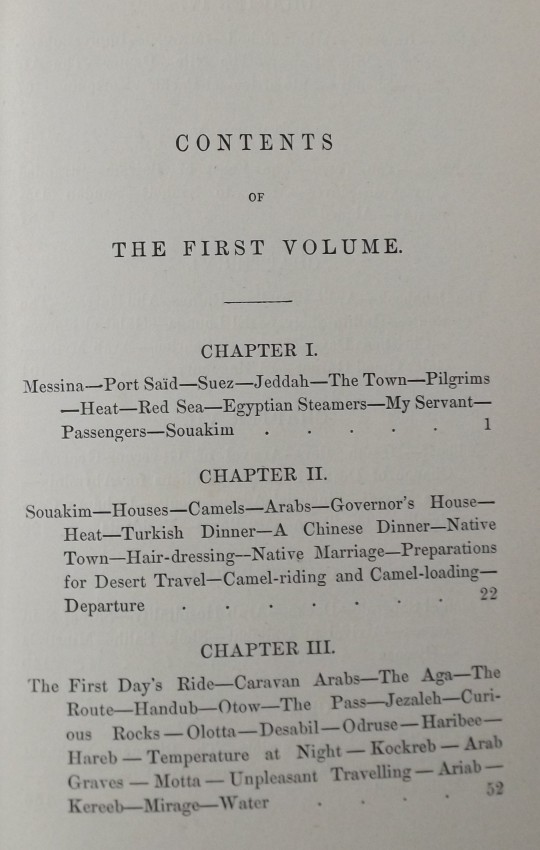 CONTENTS
OF
THE FIRST VOLUME.
CHAPTER I.
Messina—Port Saïd—Suez—Jeddah—The Town—Pilgrims
—Heat—Red Sea—Egyptian Steamers—My Servant—
Passengers—Souakim . . . . . 1
CHAPTER II.
Souakim—Houses—Camels—Arabs—Governor's House—
Heat—Turkish Dinner—A Chinese Dinner—Native
Town—Hair-dressing—Native Marriage—Preparations
for Desert Travel—Camel-riding and Camel-loading—
Departure . . . . . . . 22
CHAPTER III.
The First Day's Ride—Caravan Arabs—The Aga—The
Route—Handub—Otow—The Pass—Jezaleh—Curi-
ous Rocks—Olotta—Desabil—Odruse—Haribee—
Hareb—Temperature at Night—Kockreb—Arab
Graves—Motta—Unpleasant Travelling—Ariab—
Kereeb—Mirage—Water . . . . 52